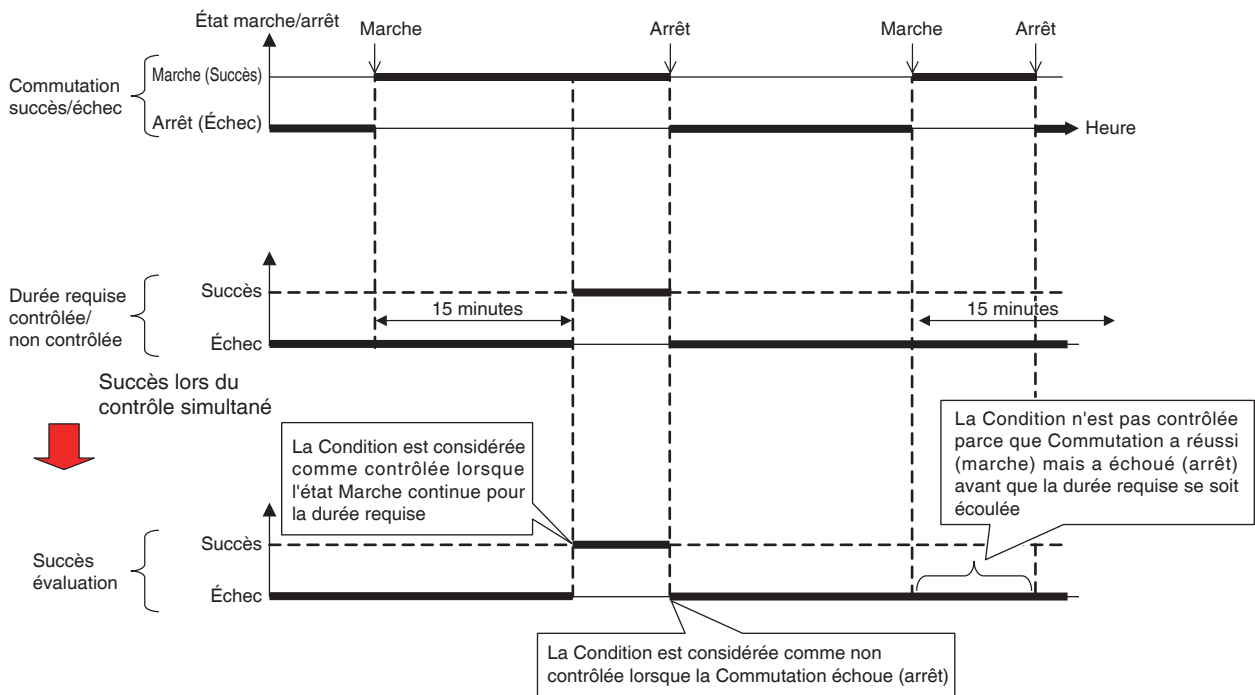 État marche/arrêt
Marche
Arrêt
Marche
Arrêt
Commutation
succès/échec
Marche (Succès)
Arrêt (Échec)
Heure
Durée requise
contrôlée/
non contrôlée
Succès
15 minutes
15 minutes
Échec
Succès lors du
contrôle simultané
La Condition est considérée
comme contrôlée lorsque
l'état Marche continue pour
la durée requise
La Condition n'est pas contrôlée
parce que Commutation a réussi
(marche) mais a échoué (arrêt)
avant que la durée requise se soit
écoulée
Succès
évaluation
Succès
Échec
La Condition est considérée comme non
contrôlée lorsque la Commutation échoue (arrêt)